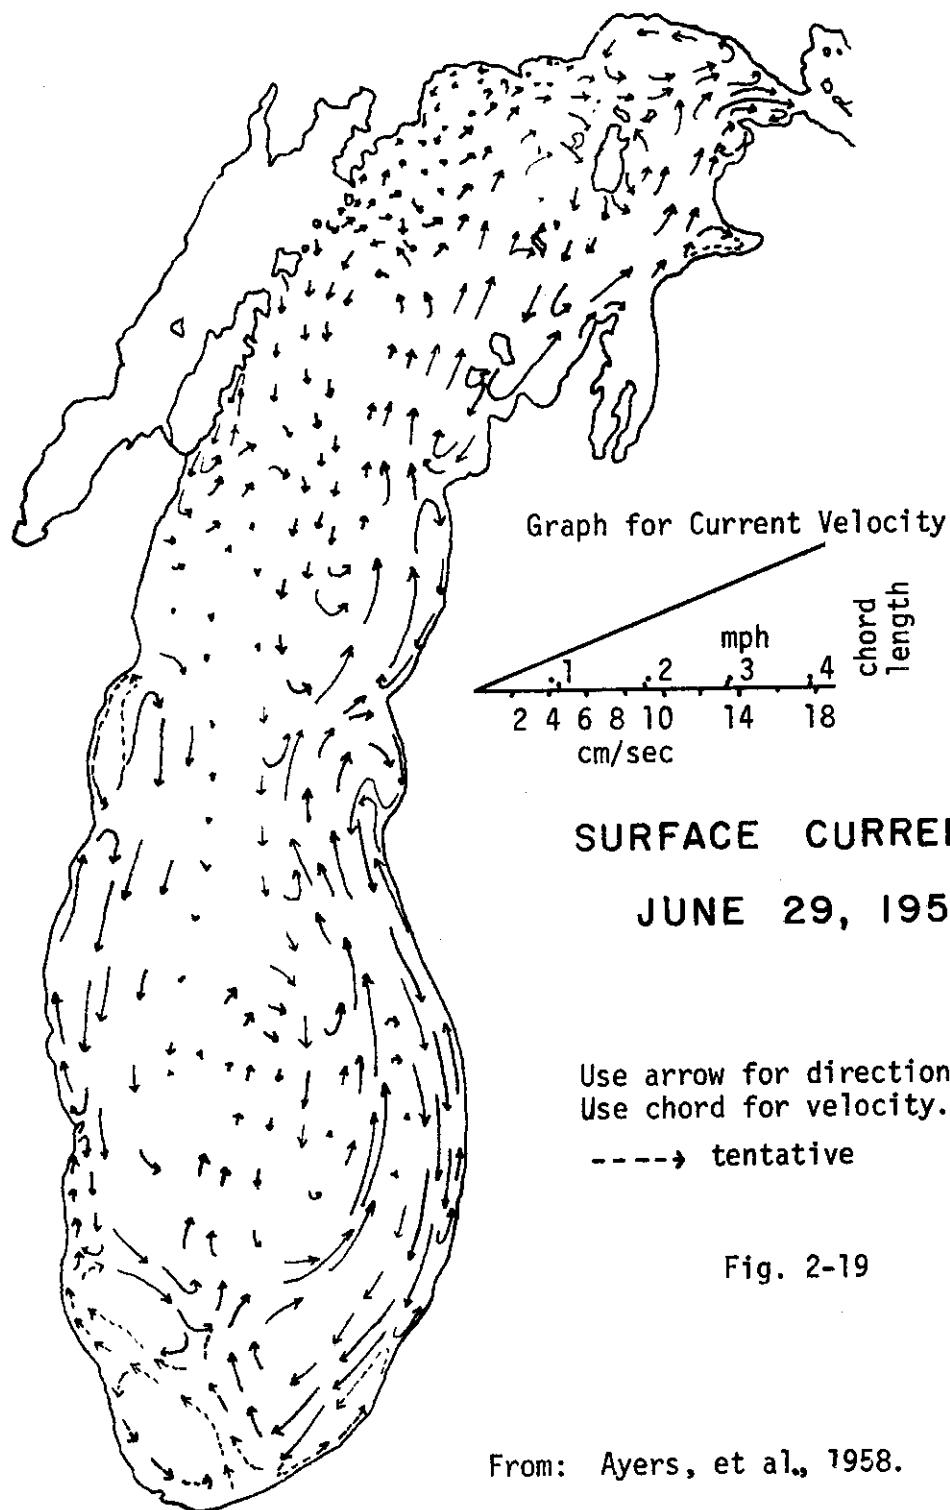 Graph for Current Velocity
mph
.1 .2 .3 .4
2 4 6 8 10 14 18
cm/sec
chord
length
SURFACE CURRE
JUNE 29, 195
Use arrow for direction
Use chord for velocity.
tentative
Fig. 2-19
From: Ayers, et al., 1958.